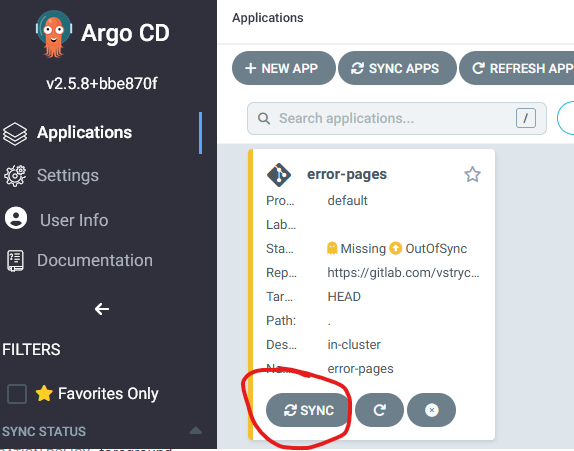 Argo CD
v2.5.8+bbe870f
Applications
Settings
User Info
Documentation
FILTERS
Favorites Only
SYNC STATUS
Applications
+ NEW APP
SYNC APPS
REFRESH APP
Search applications...
/
error-pages
Pro... default
Lab...
Sta... Missing OutOfSync
Rep... https://gitlab.com/vstryc...
Tar... HEAD
Path: .
Des... in-cluster
Na... error-pages
SYNC